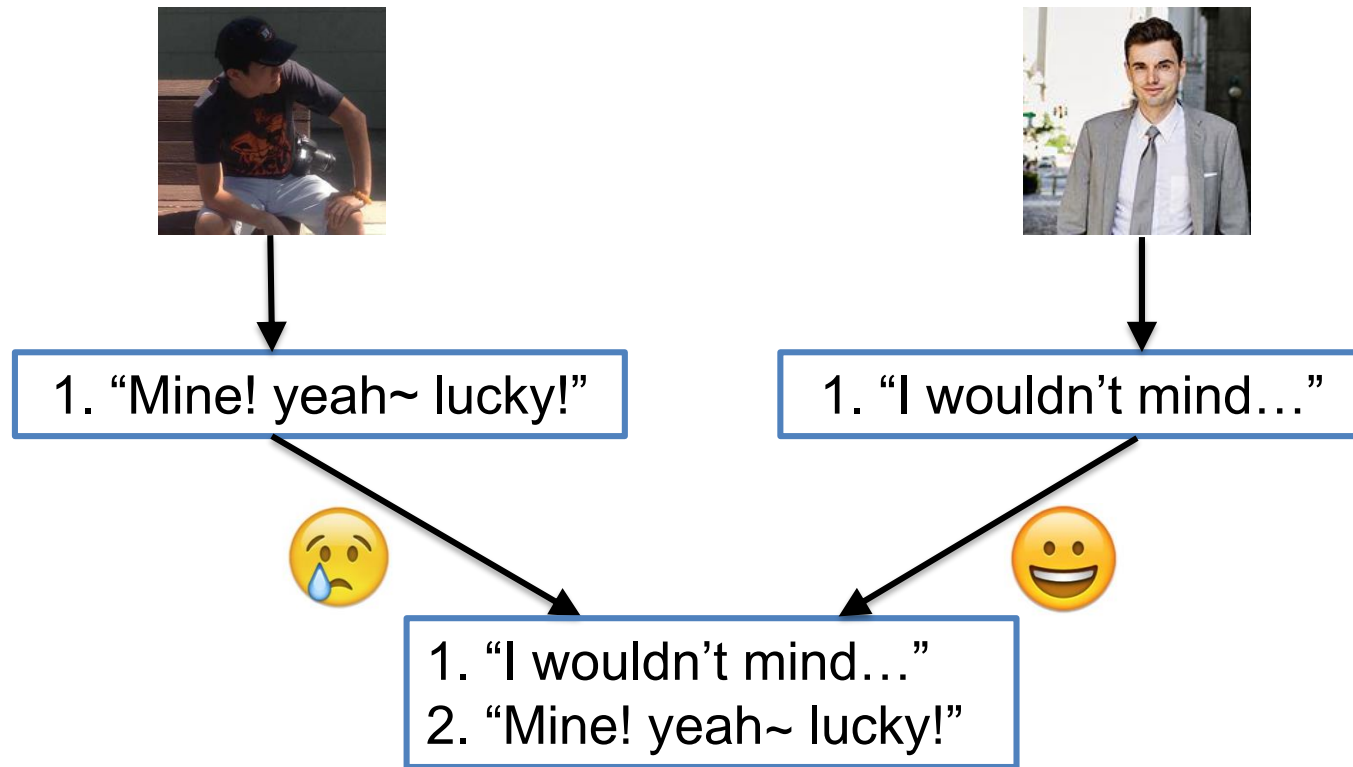 1. “Mine! yeah~ lucky!”
1. “I wouldn’t mind…”
1. “I wouldn’t mind…”
2. “Mine! yeah~ lucky!”